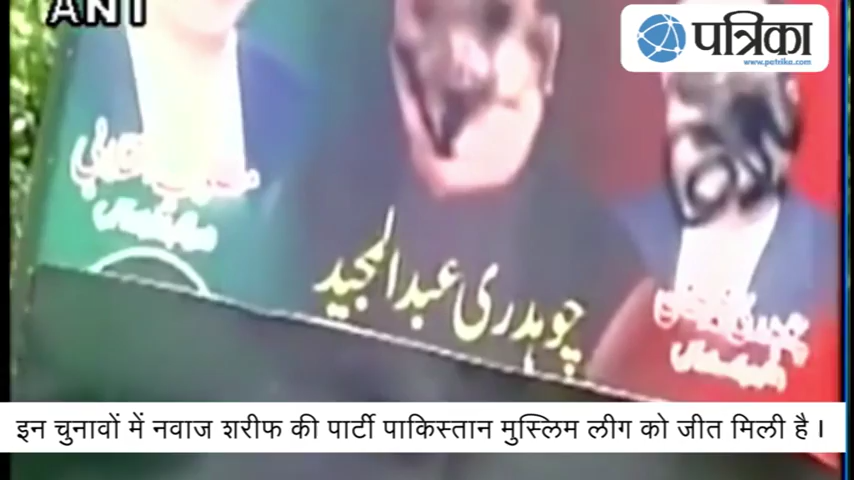 ANI
पत्रिका
www.patrika.com
چوہدری عبدالمجید
इन चुनावों में नवाज शरीफ की पार्टी पाकिस्तान मुस्लिम लीग को जीत मिली है ।